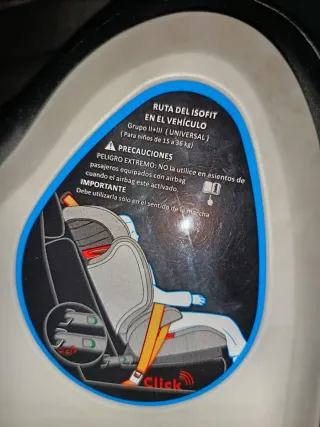 RUTA DEL ISOFIT
EN EL VEHÍCULO
Grupo II+III ( UNIVERSAL )
( Para niños de 15 a 36 kg )
PRECAUCIONES
PELIGRO EXTREMO: NO la utilice en asientos de
pasajeros equipados con airbag
cuando el airbag esté activado.
IMPORTANTE
Debe utilizarla sólo en el sentido de la marcha
Click